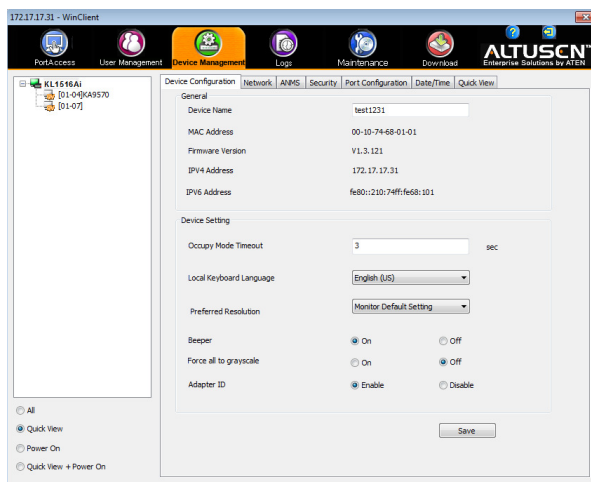 172.17.17.31 - WinClient
PortAccess User Management Device Management Logs Maintenance Download
ALTUSEN™
Enterprise Solutions by ATEN
KL1516Ai
[01-04]KA9570
[01-07]
Device Configuration Network ANMS Security Port Configuration Date/Time Quick View
General
Device Name test1231
MAC Address 00-10-74-68-01-01
Firmware Version V1.3.121
IPV4 Address 172.17.17.31
IPV6 Address fe80::210:74ff:fe68:101
Device Setting
Occupy Mode Timeout 3 sec
Local Keyboard Language English (US)
Preferred Resolution Monitor Default Setting
Beeper On Off
Force all to grayscale On Off
Adapter ID Enable Disable
Save
All
Quick View
Power On
Quick View + Power On